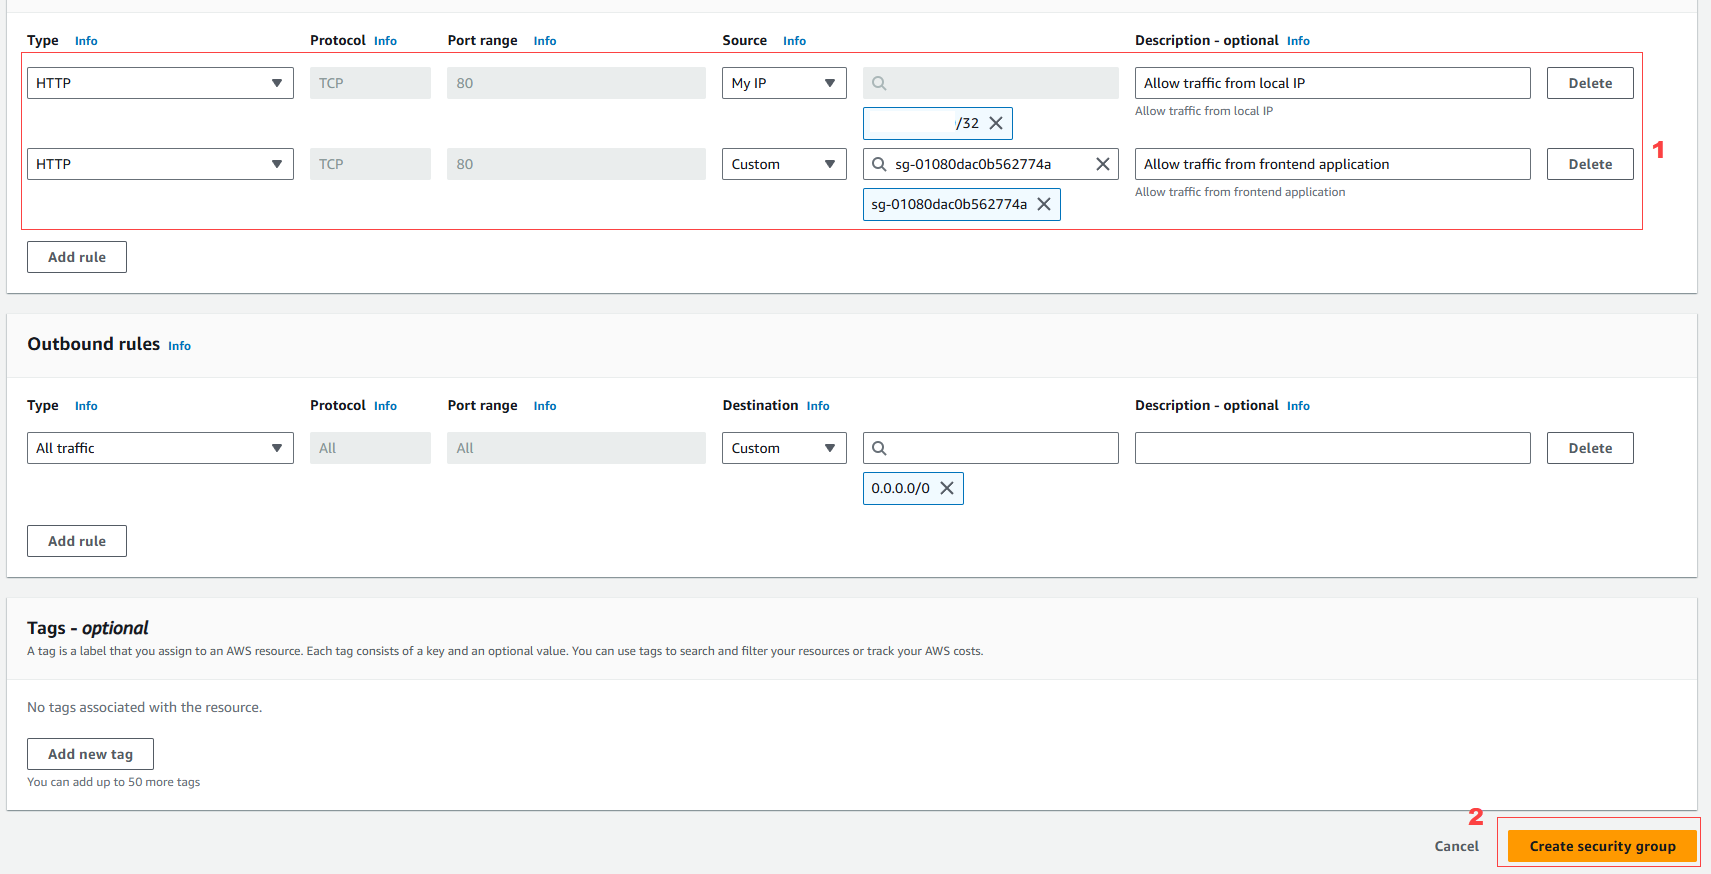 Type Info Protocol Info Port range Info Source Info Description - optional Info
HTTP TCP 80 My IP Allow traffic from local IP Delete
Allow traffic from local IP
/32
1
HTTP TCP 80 Custom sg-01080dac0b562774a Allow traffic from frontend application Delete
Allow traffic from frontend application
sg-01080dac0b562774a
Add rule
Outbound rules Info
Type Info Protocol Info Port range Info Destination Info Description - optional Info
All traffic All All Custom Delete
0.0.0.0/0
Add rule
Tags - optional
A tag is a label that you assign to an AWS resource. Each tag consists of a key and an optional value. You can use tags to search and filter your resources or track your AWS costs.
No tags associated with the resource.
Add new tag
You can add up to 50 more tags
2
Cancel Create security group